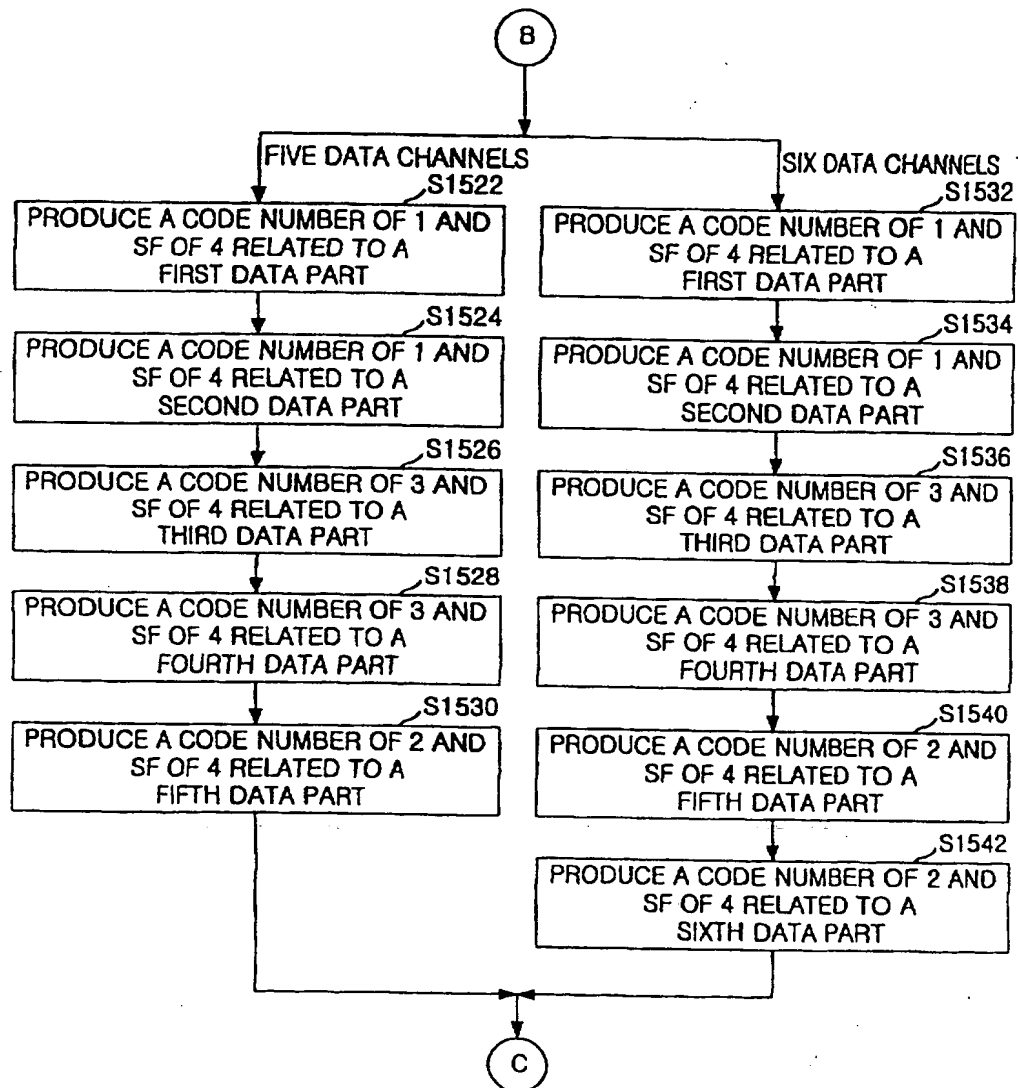 B
FIVE DATA CHANNELS
S1522
PRODUCE A CODE NUMBER OF 1 AND
SF OF 4 RELATED TO A
FIRST DATA PART
S1524
PRODUCE A CODE NUMBER OF 1 AND
SF OF 4 RELATED TO A
SECOND DATA PART
S1526
PRODUCE A CODE NUMBER OF 3 AND
SF OF 4 RELATED TO A
THIRD DATA PART
S1528
PRODUCE A CODE NUMBER OF 3 AND
SF OF 4 RELATED TO A
FOURTH DATA PART
S1530
PRODUCE A CODE NUMBER OF 2 AND
SF OF 4 RELATED TO A
FIFTH DATA PART
SIX DATA CHANNELS
S1532
PRODUCE A CODE NUMBER OF 1 AND
SF OF 4 RELATED TO A
FIRST DATA PART
S1534
PRODUCE A CODE NUMBER OF 1 AND
SF OF 4 RELATED TO A
SECOND DATA PART
S1536
PRODUCE A CODE NUMBER OF 3 AND
SF OF 4 RELATED TO A
THIRD DATA PART
S1538
PRODUCE A CODE NUMBER OF 3 AND
SF OF 4 RELATED TO A
FOURTH DATA PART
S1540
PRODUCE A CODE NUMBER OF 2 AND
SF OF 4 RELATED TO A
FIFTH DATA PART
S1542
PRODUCE A CODE NUMBER OF 2 AND
SF OF 4 RELATED TO A
SIXTH DATA PART
C